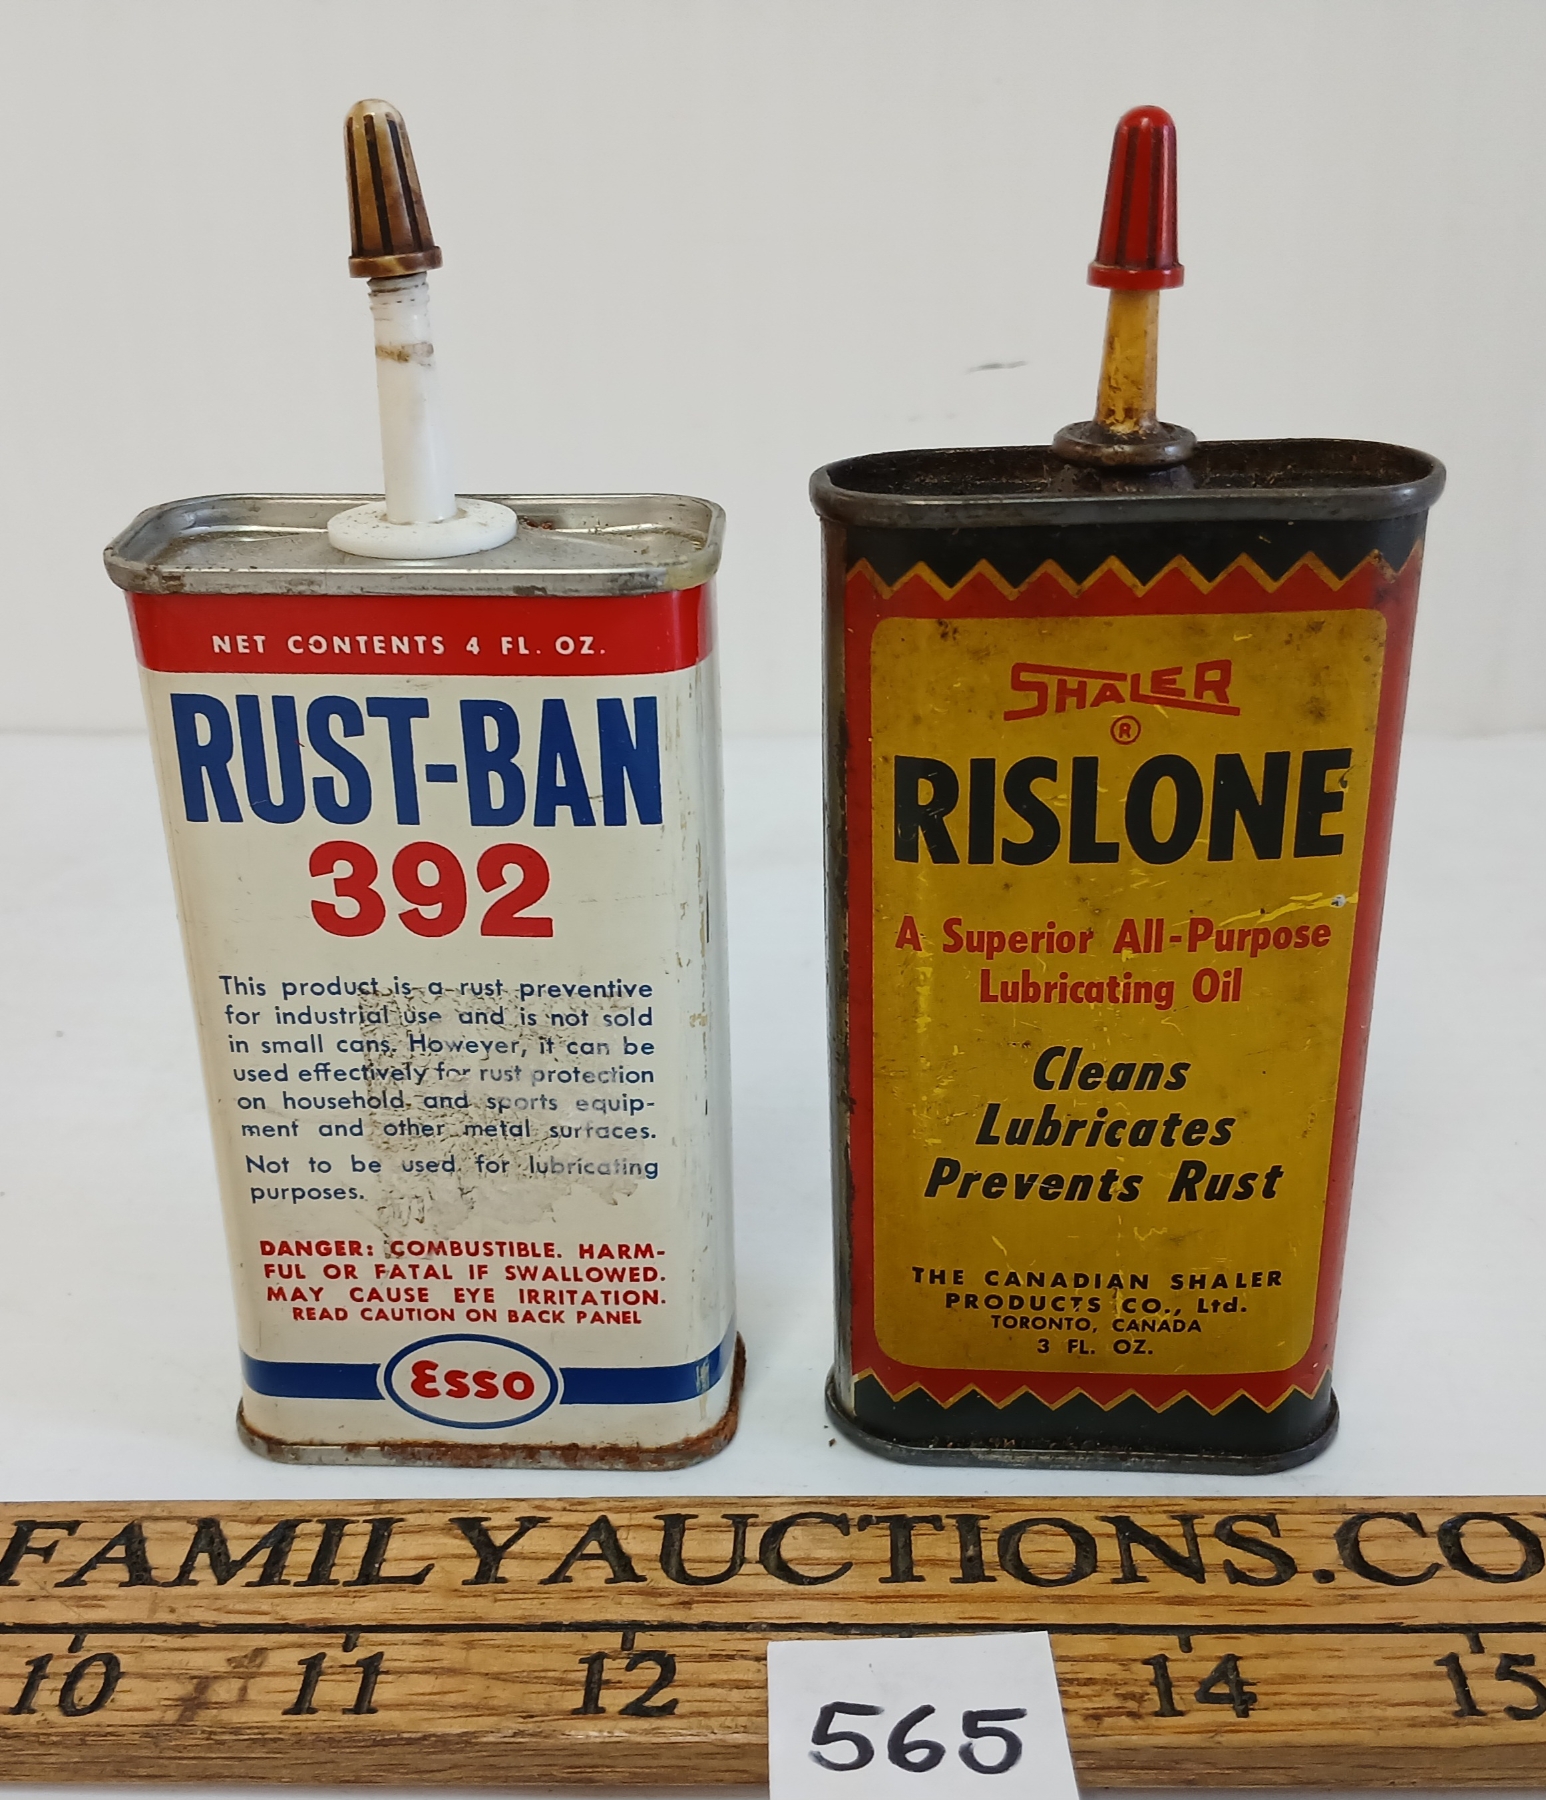 NET CONTENTS 4 FL. OZ.
RUST-BAN
392
This product is a rust preventive
for industrial use and is not sold
in small cans. However, it can be
used effectively for rust protection
on household and sports equip-
ment and other metal surfaces.
Not to be used for lubricating
purposes.
DANGER: COMBUSTIBLE. HARM-
FUL OR FATAL IF SWALLOWED.
MAY CAUSE EYE IRRITATION.
READ CAUTION ON BACK PANEL
Esso
SHALER
®
RISLONE
A Superior All-Purpose
Lubricating Oil
Cleans
Lubricates
Prevents Rust
THE CANADIAN SHALER
PRODUCTS CO., Ltd.
TORONTO, CANADA
3 FL. OZ.
FAMILYAUCTIONS.CO
10 11 12 14 15
565